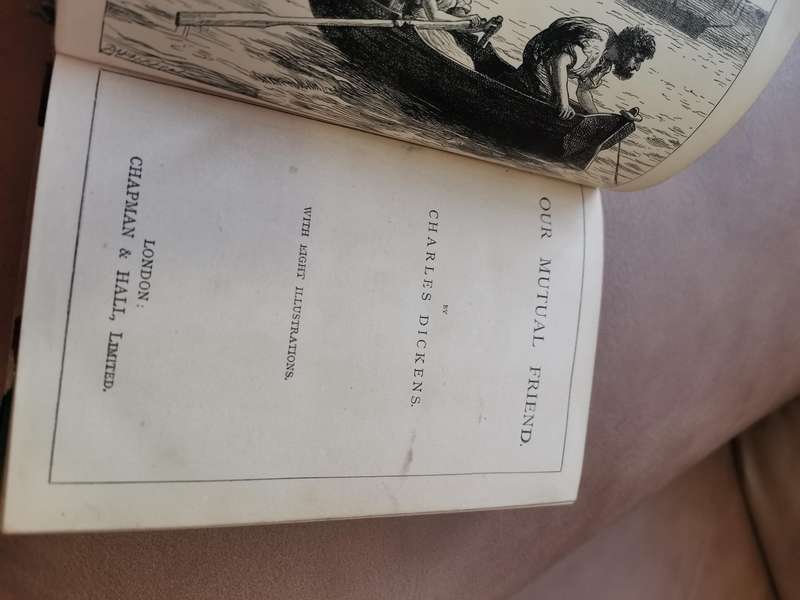 OUR MUTUAL FRIEND.
BY
CHARLES DICKENS.
WITH EIGHT ILLUSTRATIONS.
LONDON:
CHAPMAN & HALL, LIMITED.